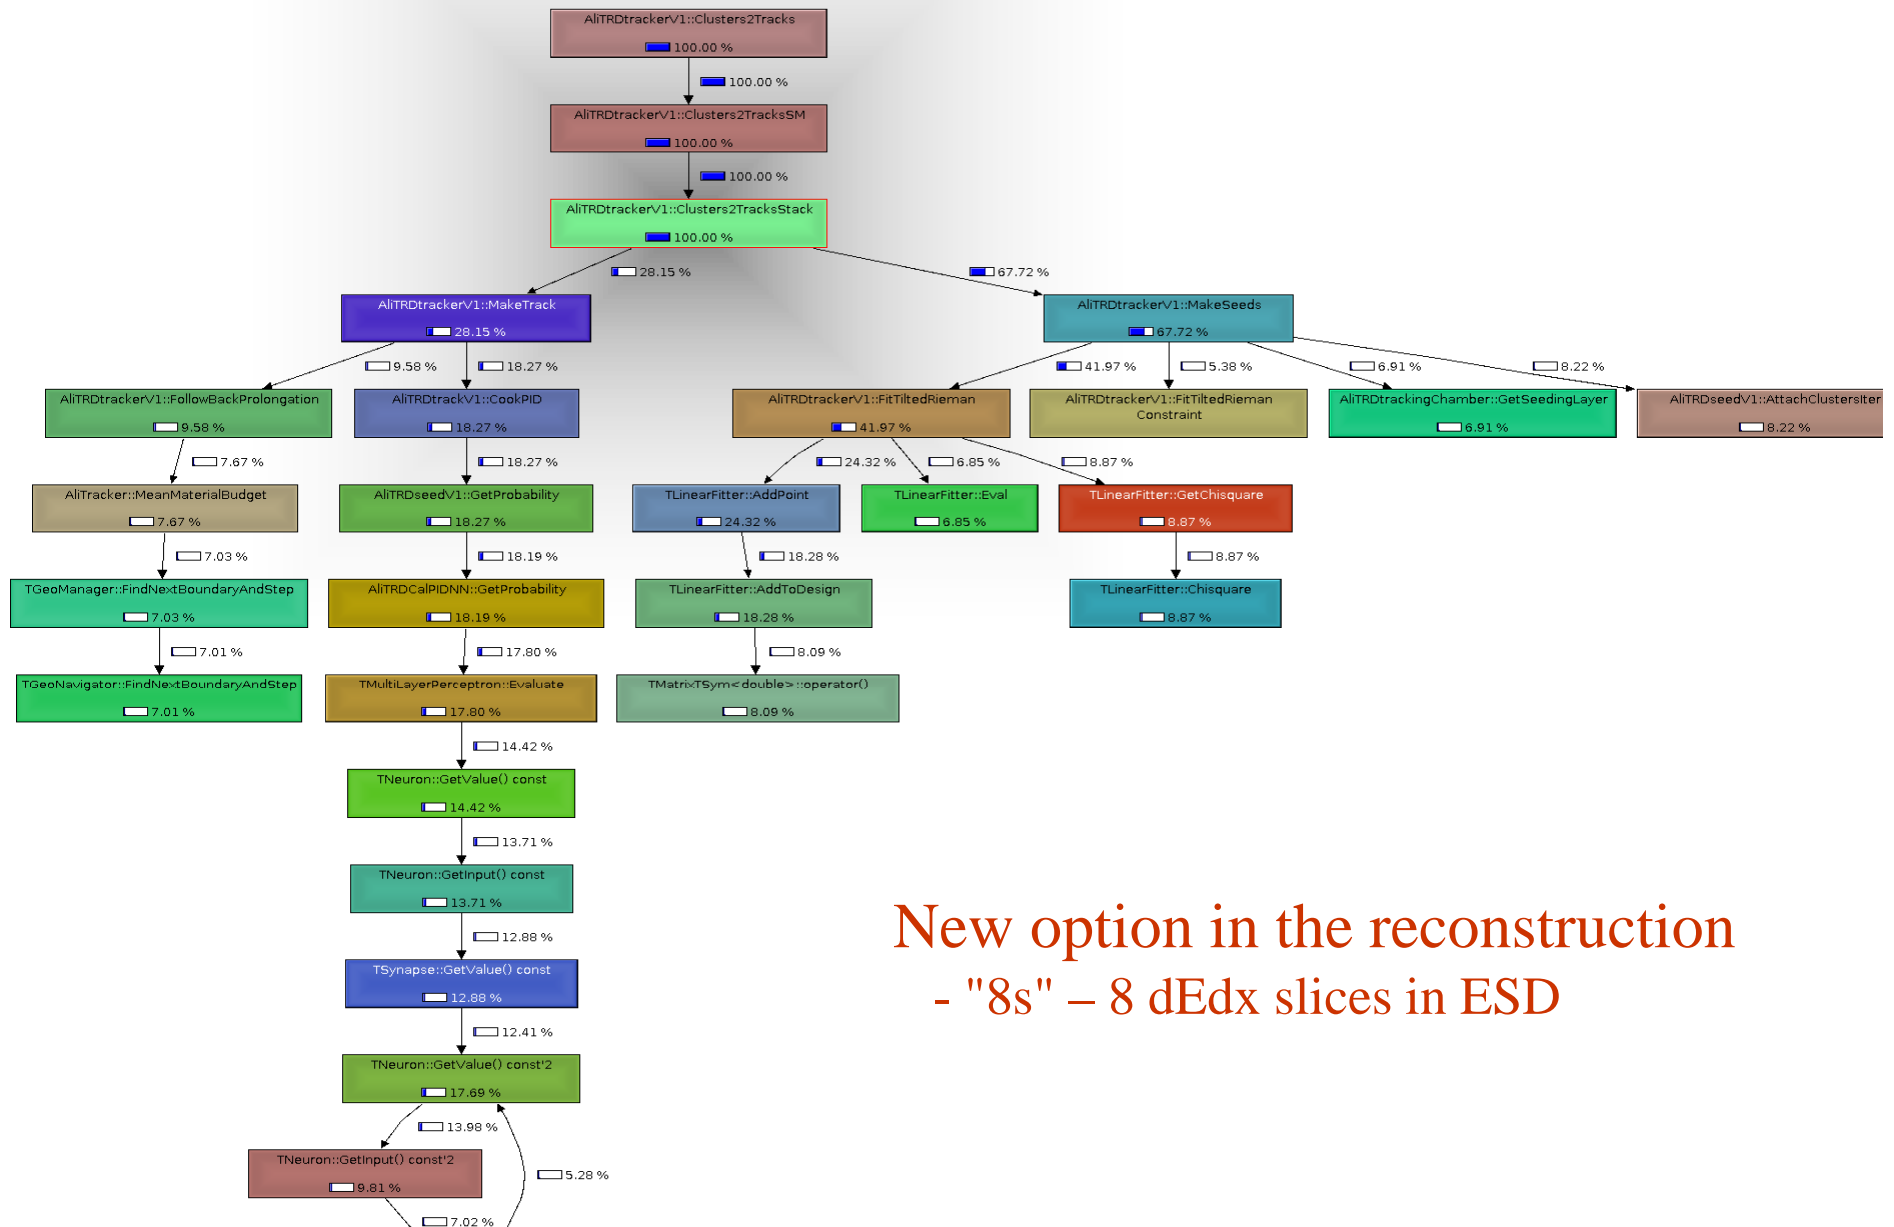 AliTRDtrackerV1::Clusters2Tracks
100.00 %
100.00 %
AliTRDtrackerV1::Clusters2TracksSM
100.00 %
100.00 %
AliTRDtrackerV1::Clusters2TracksStack
100.00 %
28.15 %
67.72 %
AliTRDtrackerV1::MakeTrack
28.15 %
AliTRDtrackerV1::MakeSeeds
67.72 %
9.58 %
18.27 %
41.97 %
5.38 %
6.91 %
8.22 %
AliTRDtrackerV1::FollowBackProlongation
9.58 %
AliTRDtrackV1::CookPID
18.27 %
AliTRDtrackerV1::FitTiltedRieman
41.97 %
AliTRDtrackerV1::FitTiltedRieman
Constraint
AliTRDtrackingChamber::GetSeedingLayer
6.91 %
AliTRDseedV1::AttachClustersIter
8.22 %
7.67 %
18.27 %
24.32 %
6.85 %
8.87 %
AliTracker::MeanMaterialBudget
7.67 %
AliTRDseedV1::GetProbability
18.27 %
TLinearFitter::AddPoint
24.32 %
TLinearFitter::Eval
6.85 %
TLinearFitter::GetChisquare
8.87 %
7.03 %
18.19 %
18.28 %
8.87 %
TGeoManager::FindNextBoundaryAndStep
7.03 %
AliTRDCalPIDNN::GetProbability
18.19 %
TLinearFitter::AddToDesign
18.28 %
TLinearFitter::Chisquare
8.87 %
7.01 %
17.80 %
8.09 %
TGeoNavigator::FindNextBoundaryAndStep
7.01 %
TMultiLayerPerceptron::Evaluate
17.80 %
TMatrixTSym<double>::operator()
8.09 %
14.42 %
TNeuron::GetValue() const
14.42 %
13.71 %
TNeuron::GetInput() const
13.71 %
12.88 %
TSynapse::GetValue() const
12.88 %
12.41 %
TNeuron::GetValue() const'2
17.69 %
13.98 %
TNeuron::GetInput() const'2
9.81 %
5.28 %
7.02 %
New option in the reconstruction
- "8s" – 8 dEdx slices in ESD